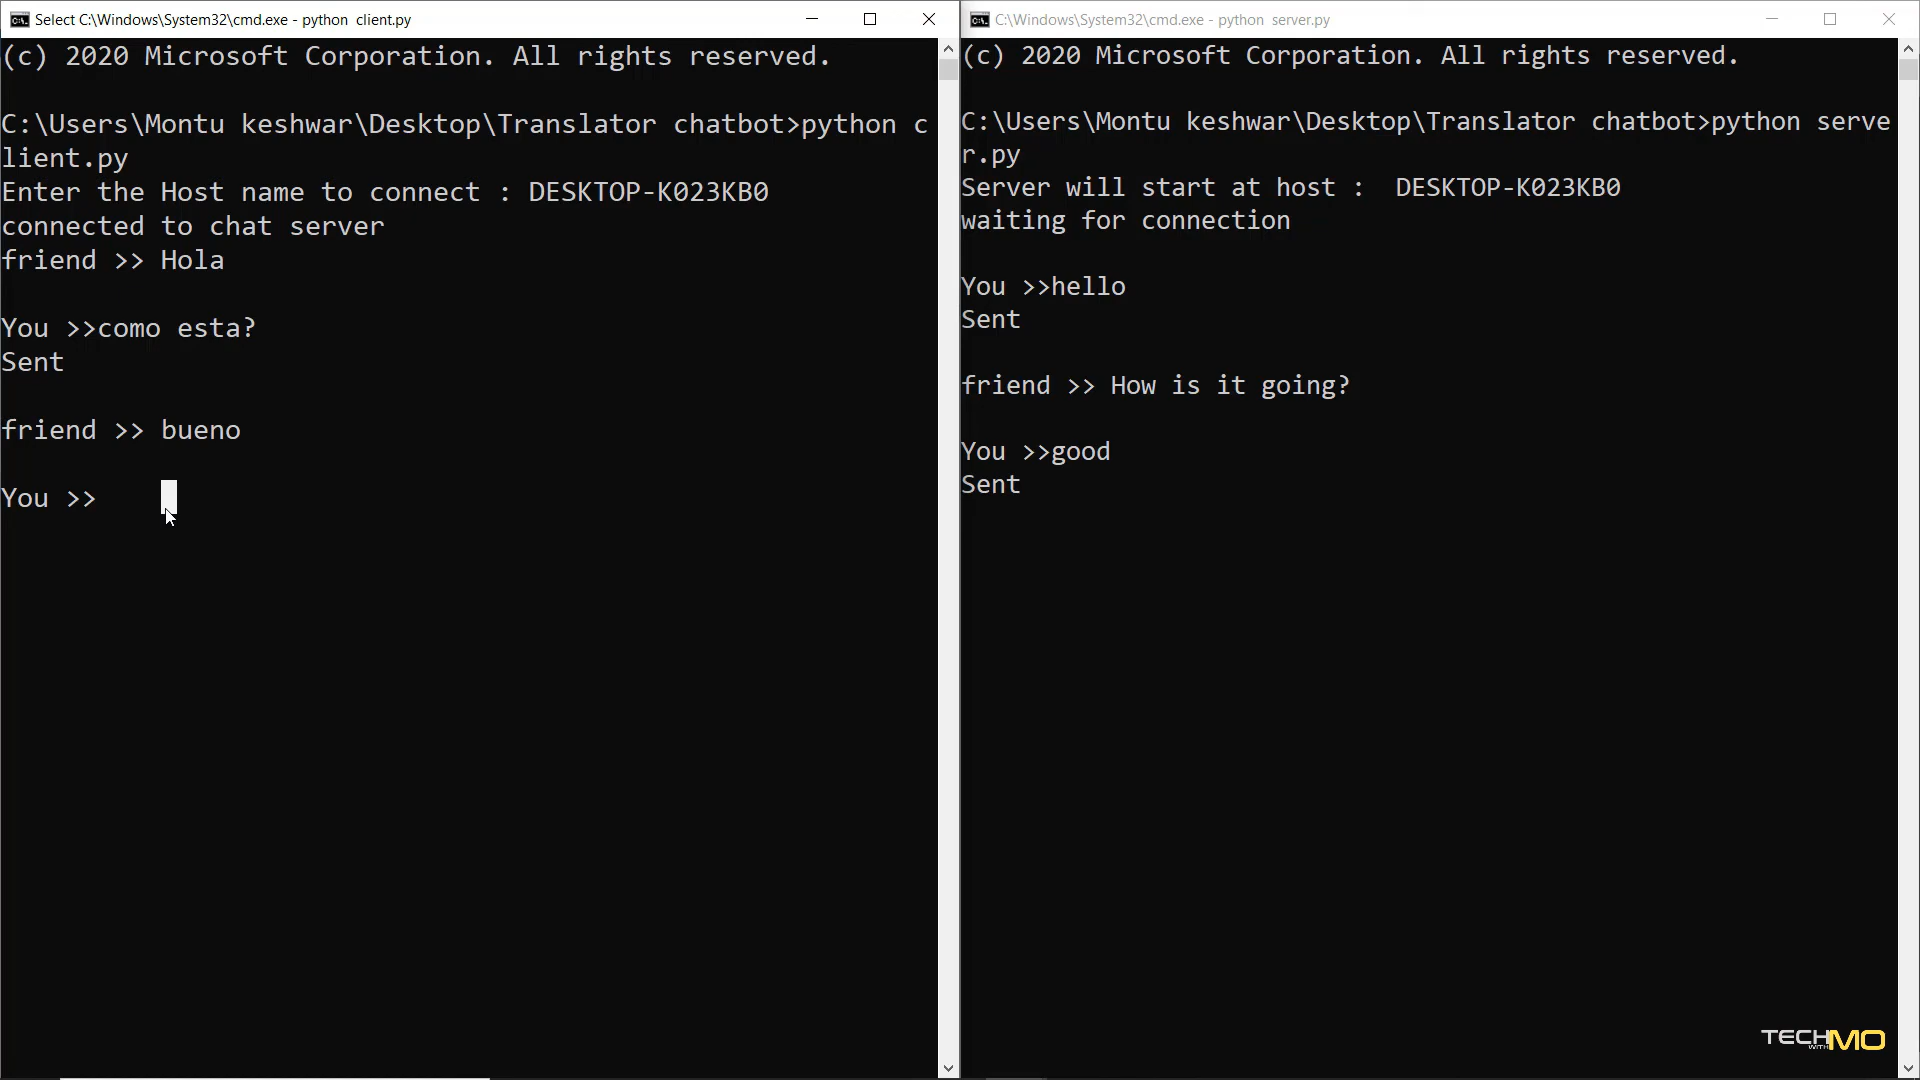 Select C:\Windows\System32\cmd.exe - python  client.py
(c) 2020 Microsoft Corporation. All rights reserved.
C:\Users\Montu keshwar\Desktop\Translator chatbot>python c
lient.py
Enter the Host name to connect : DESKTOP-K023KB0
connected to chat server
friend >> Hola
You >>como esta?
Sent
friend >> bueno
You >>
C:\Windows\System32\cmd.exe - python  server.py
(c) 2020 Microsoft Corporation. All rights reserved.
C:\Users\Montu keshwar\Desktop\Translator chatbot>python serve
r.py
Server will start at host :  DESKTOP-K023KB0
waiting for connection
You >>hello
Sent
friend >> How is it going?
You >>good
Sent
TECH WITH MO